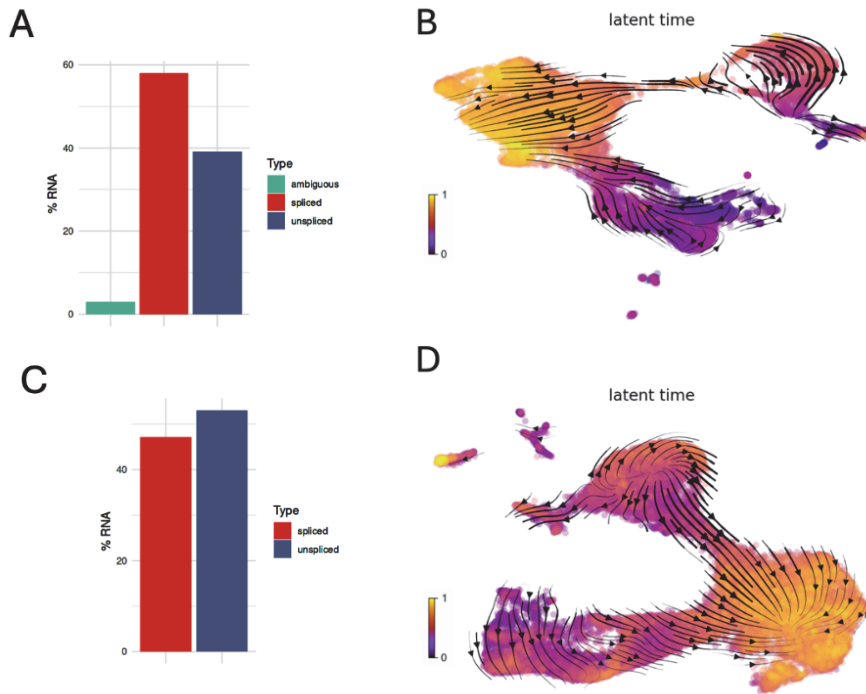 A
60
40
20
0
% RNA
Type
ambiguous
spliced
unspliced
B
latent time
1
0
C
40
20
0
% RNA
Type
spliced
unspliced
D
latent time
1
0